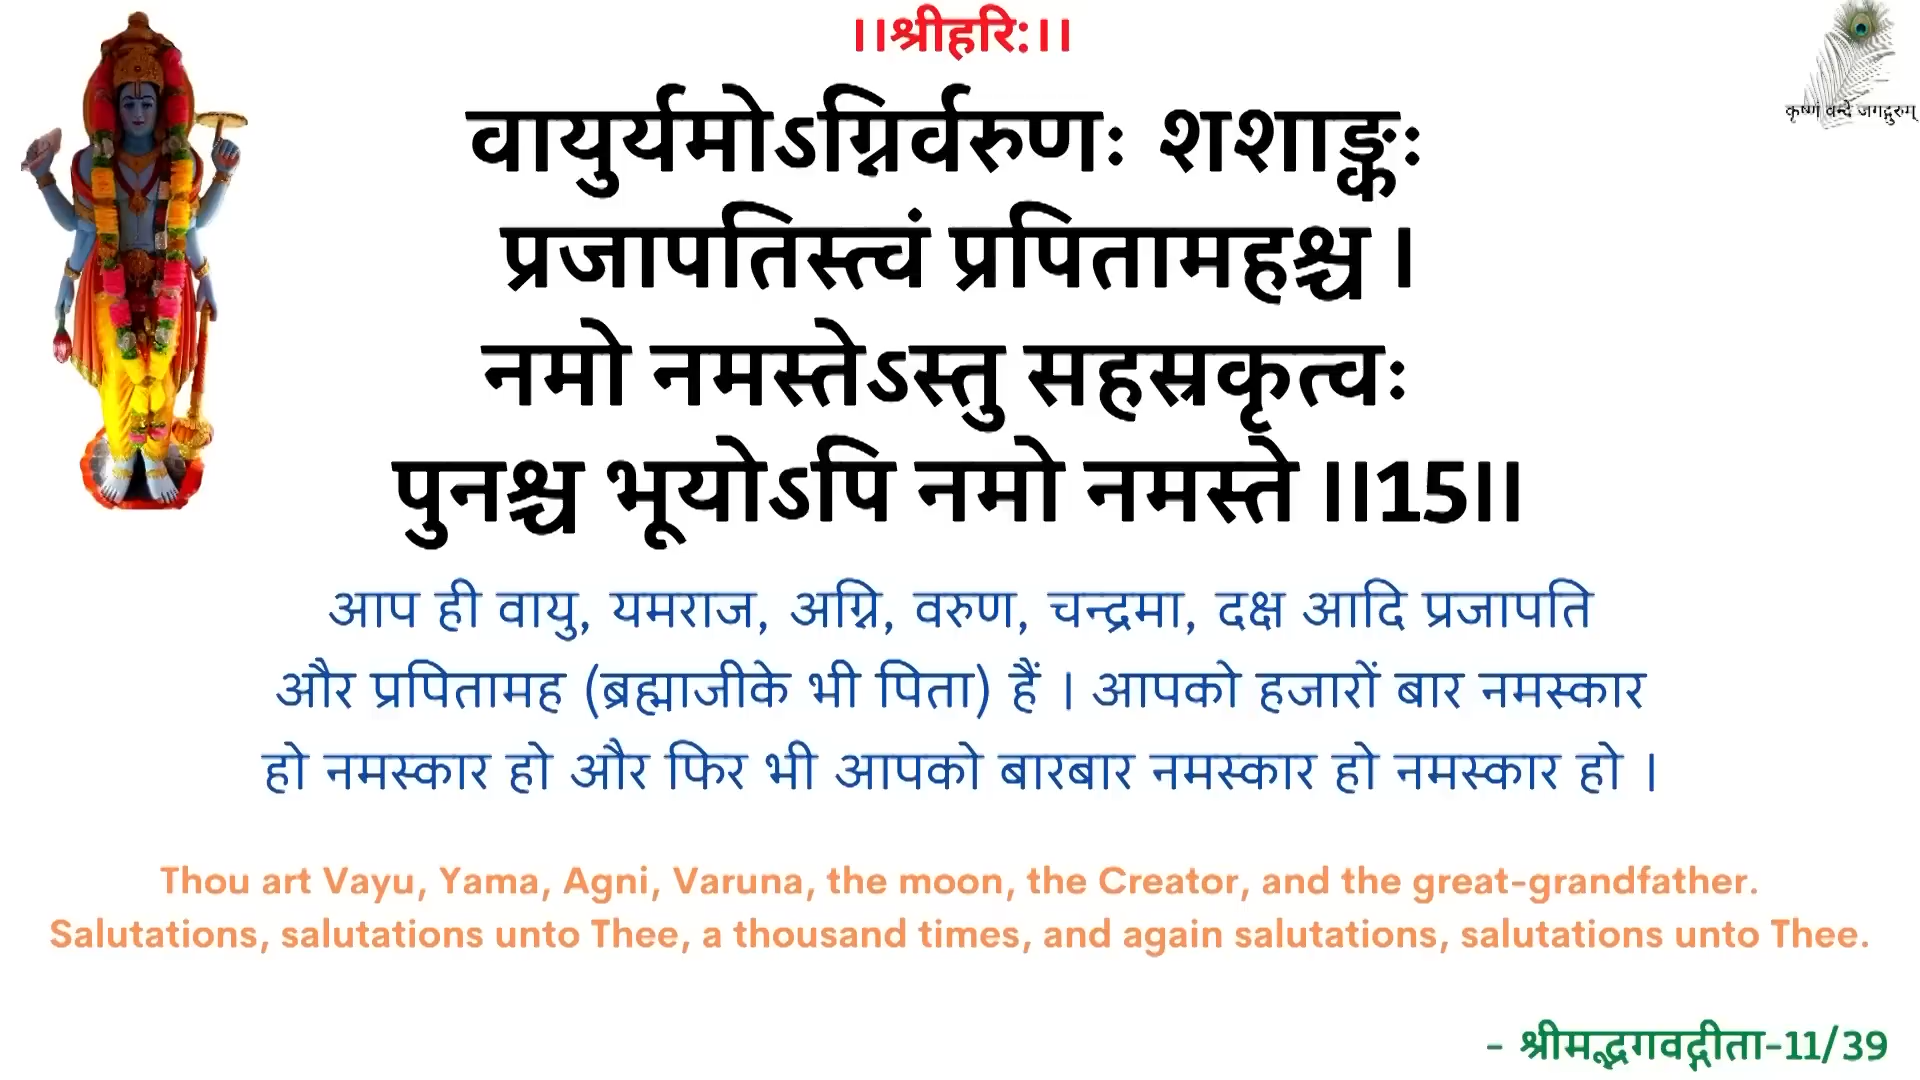 ।।श्रीहरि:।।
कृष्णं वन्दे जगद्गुरुम्
वायुर्यमोऽग्निर्वरुणः शशाङ्कः
प्रजापतिस्त्वं प्रपितामहश्च ।
नमो नमस्तेऽस्तु सहस्रकृत्वः
पुनश्च भूयोऽपि नमो नमस्ते ।।15।।
आप ही वायु, यमराज, अग्नि, वरुण, चन्द्रमा, दक्ष आदि प्रजापति
और प्रपितामह (ब्रह्माजीके भी पिता) हैं । आपको हजारों बार नमस्कार
हो नमस्कार हो और फिर भी आपको बारबार नमस्कार हो नमस्कार हो ।
Thou art Vayu, Yama, Agni, Varuna, the moon, the Creator, and the great-grandfather.
Salutations, salutations unto Thee, a thousand times, and again salutations, salutations unto Thee.
- श्रीमद्भगवद्गीता-11/39